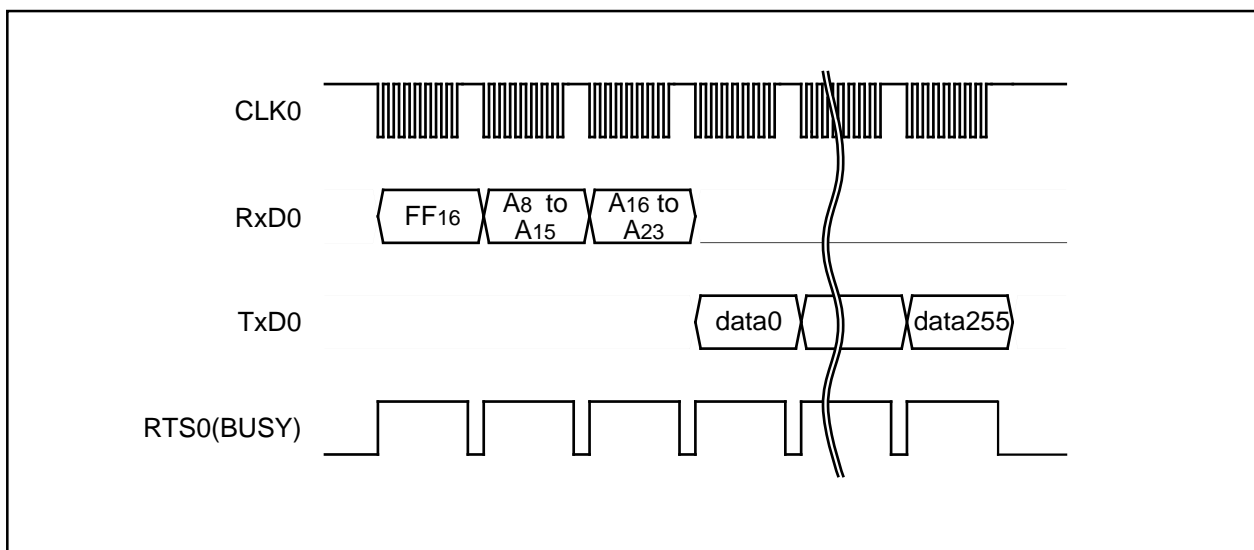 CLK0
RxD0
FF16
A8 to
A15
A16 to
A23
TxD0
data0
data255
RTS0(BUSY)